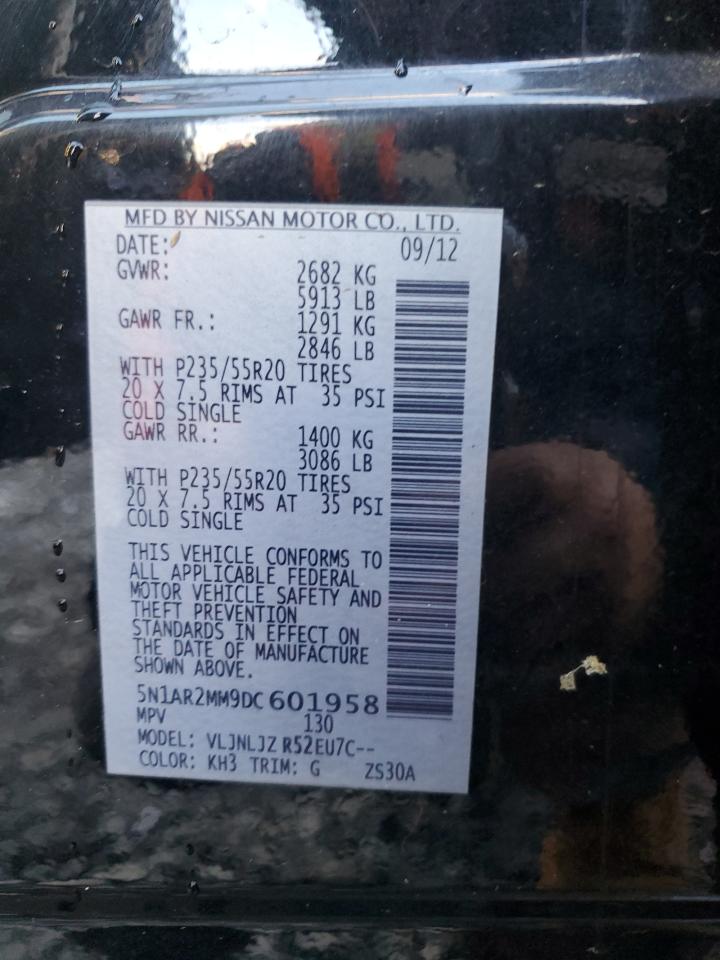 MFD BY NISSAN MOTOR CO., LTD.
DATE: 09/12
GVWR: 2682 KG
5913 LB
GAWR FR.: 1291 KG
2846 LB
WITH P235/55R20 TIRES
20 X 7.5 RIMS AT 35 PSI
COLD SINGLE
GAWR RR.: 1400 KG
3086 LB
WITH P235/55R20 TIRES
20 X 7.5 RIMS AT 35 PSI
COLD SINGLE
THIS VEHICLE CONFORMS TO
ALL APPLICABLE FEDERAL
MOTOR VEHICLE SAFETY AND
THEFT PREVENTION
STANDARDS IN EFFECT ON
THE DATE OF MANUFACTURE
SHOWN ABOVE.
5N1AR2MM9DC601958
MPV 130
MODEL: VLJNLJZ R52EU7C--
COLOR: KH3 TRIM: G ZS30A